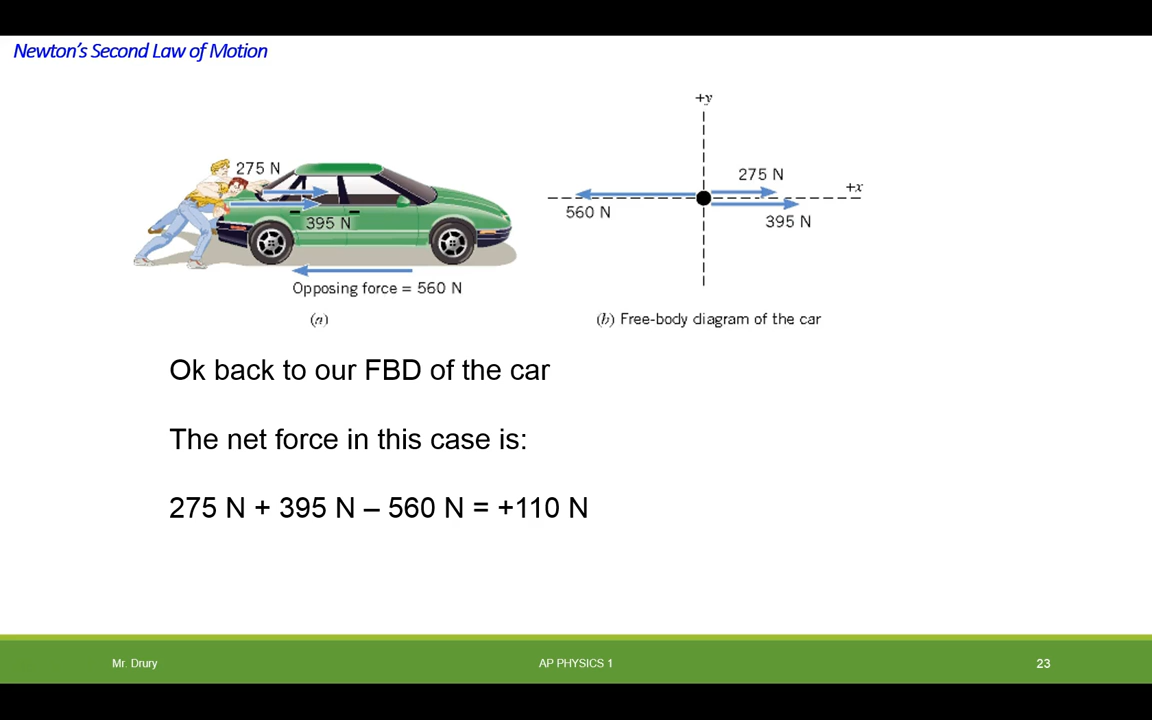 Newton's Second Law of Motion
275 N
395 N
Opposing force = 560 N
(a)
+y
275 N
+x
560 N
395 N
(b) Free-body diagram of the car
Ok back to our FBD of the car
The net force in this case is:
275 N + 395 N – 560 N = +110 N
Mr. Drury
AP PHYSICS 1
23